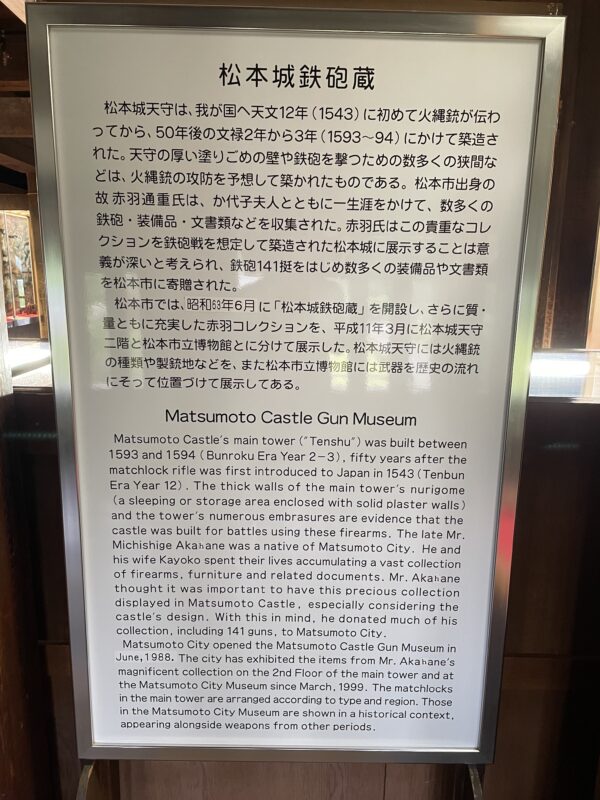 松本城鉄砲蔵
松本城天守は、我が国へ天文12年（1543）に初めて火縄銃が伝わ
ってから、50年後の文禄2年から3年（1593～94）にかけて築造さ
れた。天守の厚い塗りごめの壁や鉄砲を撃つための数多くの狭間な
どは、火縄銃の攻防を予想して築かれたものである。松本市出身の
故 赤羽通重氏は、か代子夫人とともに一生涯をかけて、数多くの
鉄砲・装備品・文書類などを収集された。赤羽氏はこの貴重なコレ
クションを鉄砲戦を想定して築造された松本城に展示することは意
義が深いと考えられ、鉄砲141挺をはじめ数多くの装備品や文書類
を松本市に寄贈された。
松本市では、昭和63年6月に「松本城鉄砲蔵」を開設し、さらに質・
量ともに充実した赤羽コレクションを、平成11年3月に松本城天守
二階と松本市立博物館とに分けて展示した。松本城天守には火縄銃
の種類や製銃地などを、また松本市立博物館には武器を歴史の流れ
にそって位置づけて展示してある。
Matsumoto Castle Gun Museum
Matsumoto Castle's main tower ("Tenshu") was built between
1593 and 1594 (Bunroku Era Year 2-3), fifty years after the
matchlock rifle was first introduced to Japan in 1543 (Tenbun
Era Year 12). The thick walls of the main tower's nurigome
(a sleeping or storage area enclosed with solid plaster walls)
and the tower's numerous embrasures are evidence that the
castle was built for battles using these firearms. The late Mr.
Michishige Akahane was a native of Matsumoto City. He and
his wife Kayoko spent their lives accumulating a vast collection
of firearms, furniture and related documents. Mr. Akahane
thought it was important to have this precious collection
displayed in Matsumoto Castle, especially considering the
castle's design. With this in mind, he donated much of his
collection, including 141 guns, to Matsumoto City.
Matsumoto City opened the Matsumoto Castle Gun Museum in
June, 1988. The city has exhibited the items from Mr. Akahane's
magnificent collection on the 2nd Floor of the main tower and at
the Matsumoto City Museum since March, 1999. The matchlocks
in the main tower are arranged according to type and region. Those
in the Matsumoto City Museum are shown in a historical context,
appearing alongside weapons from other periods.